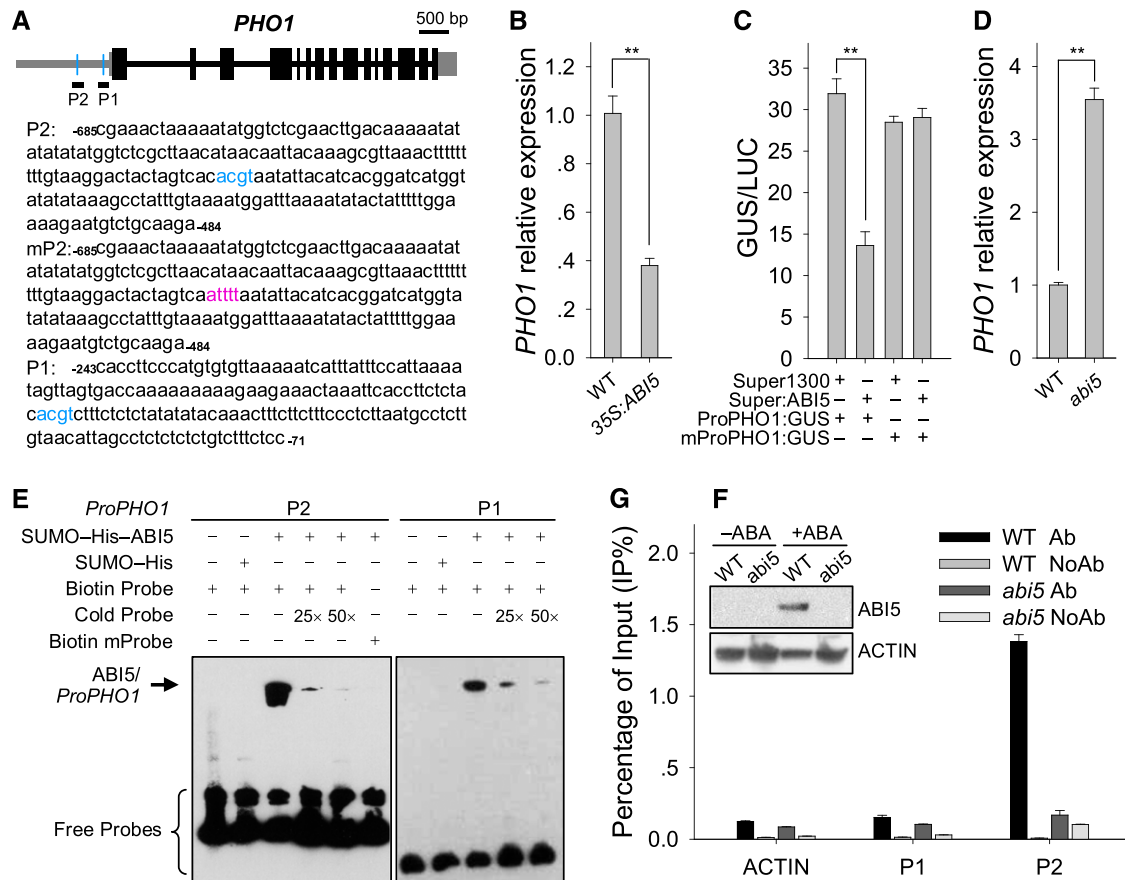 A
PHO1
500 bp
P2 P1
P2: -685cgaaactaaaaatatggtctcgaacttgacaaaaatat
atatatatggtctcgcttaacataacaattacaaagcgttaaacttttttt
tttgtaaggactactagtcacacgtaatattacatcacggatcatggt
atatataaagcctatttgtaaaatggatttaaaatatactatttttgga
aaagaatgtctgcaaga-484
mP2:-685cgaaactaaaaatatggtctcgaacttgacaaaaatat
atatatatggtctcgcttaacataacaattacaaagcgttaaacttttttt
tttgtaaggactactagtcaattttaatattacatcacggatcatggta
tatataaagcctatttgtaaaatggatttaaaatatactatttttggaa
aagaatgtctgcaaga-484
P1: -243caccttcccatgtgtgttaaaaatcatttatttccattaaaa
tagttagtgaccaaaaaaaaaagaagaaactaaattcaccttctcta
cacgtctttctctctatatatacaaactttcttctttccctcttaatgcctctt
gtaacattagcctctctctctgtctttctcc-71
B
PHO1 relative expression
1.2
1.0
.8
.6
.4
.2
0.0
**
WT
35S:ABI5
C
GUS/LUC
35
30
25
20
15
10
5
0
**
Super1300 + – + –
Super:ABI5 – + – +
ProPHO1:GUS + + – –
mProPHO1:GUS – – + +
D
PHO1 relative expression
4
3
2
1
0
**
WT
abi5
E
ProPHO1 P2 P1
SUMO–His–ABI5 – – + + + + – – + + +
SUMO–His – + – – – – – + – – –
Biotin Probe + + + + + – + + + + +
Cold Probe – – – 25× 50× – – – – 25× 50×
Biotin mProbe – – – – – + – – – – –
ABI5/
ProPHO1
Free Probes
G
Percentage of Input (IP%)
2.0
1.5
1.0
.5
0.0
ACTIN P1 P2
F
–ABA +ABA
WT abi5 WT abi5
ABI5
ACTIN
WT Ab
WT NoAb
abi5 Ab
abi5 NoAb